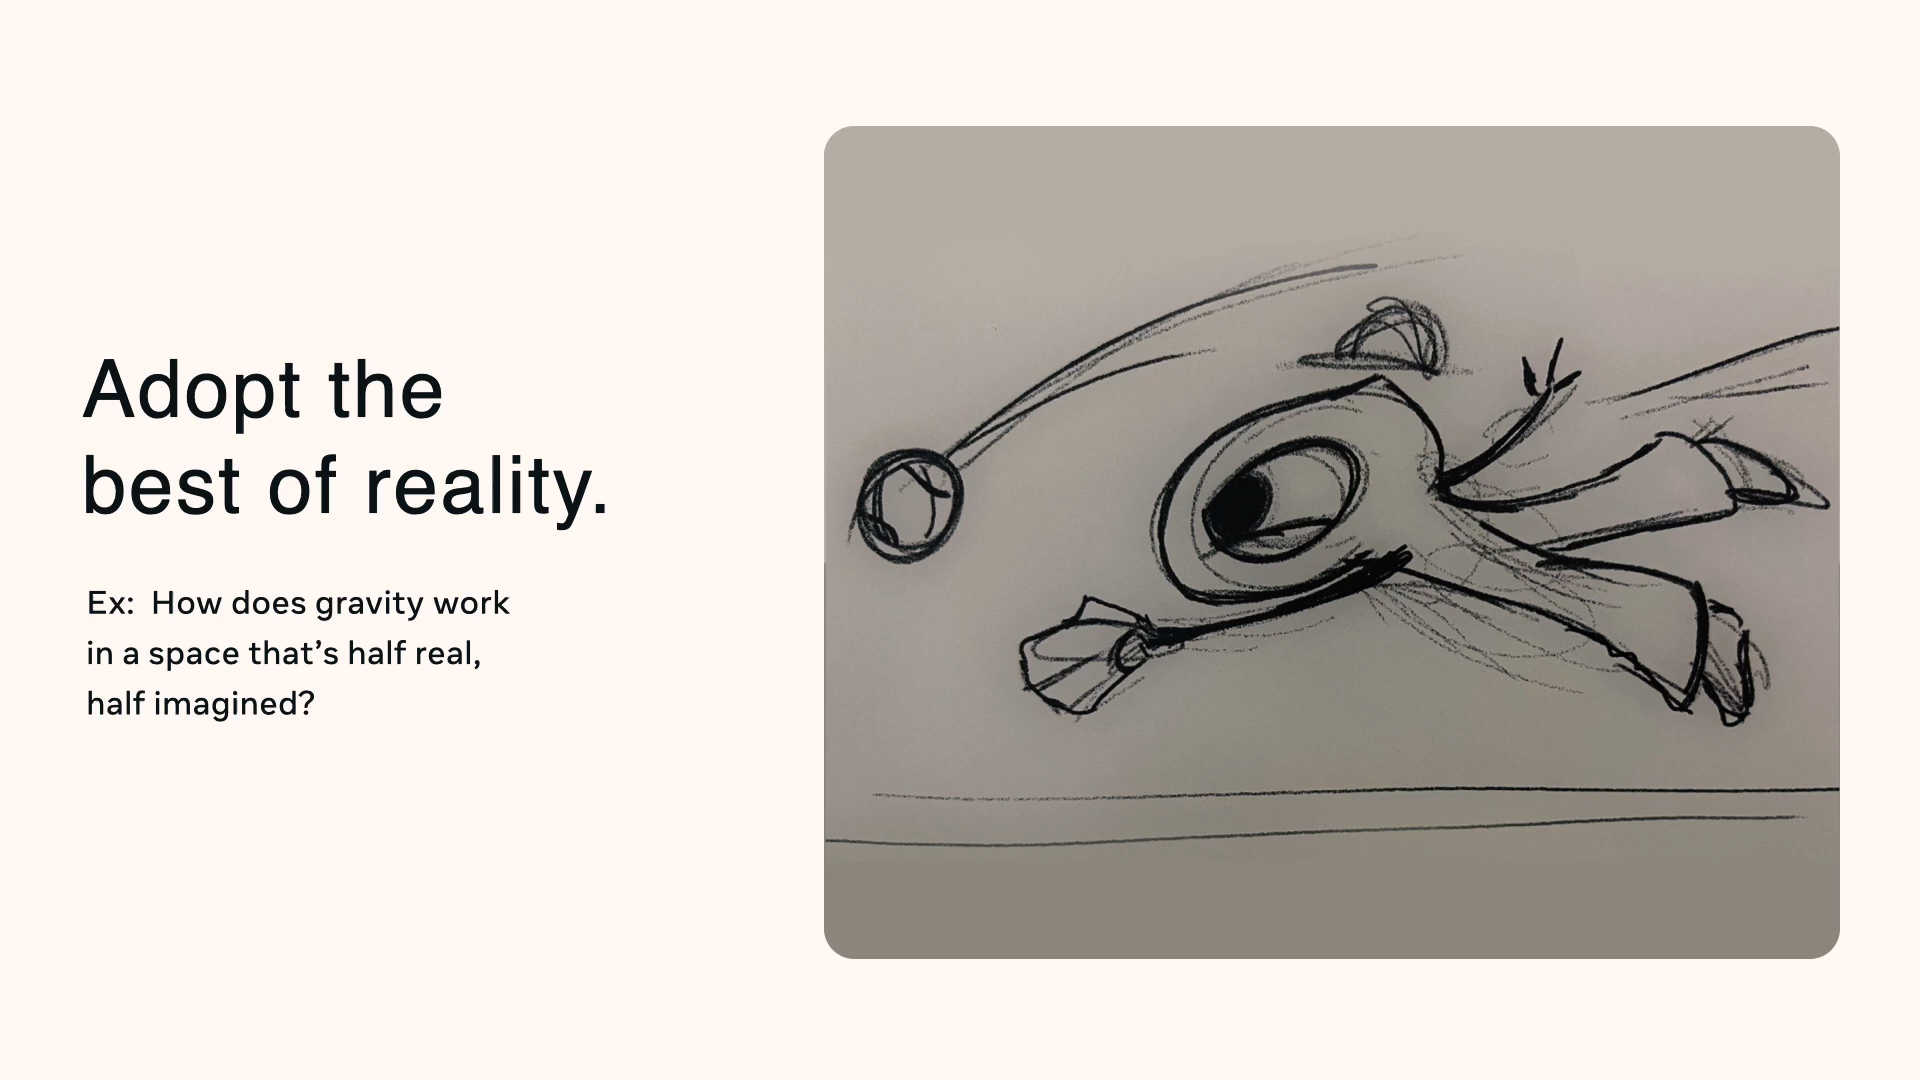 Adopt the
best of reality.
Ex:  How does gravity work
in a space that’s half real,
half imagined?